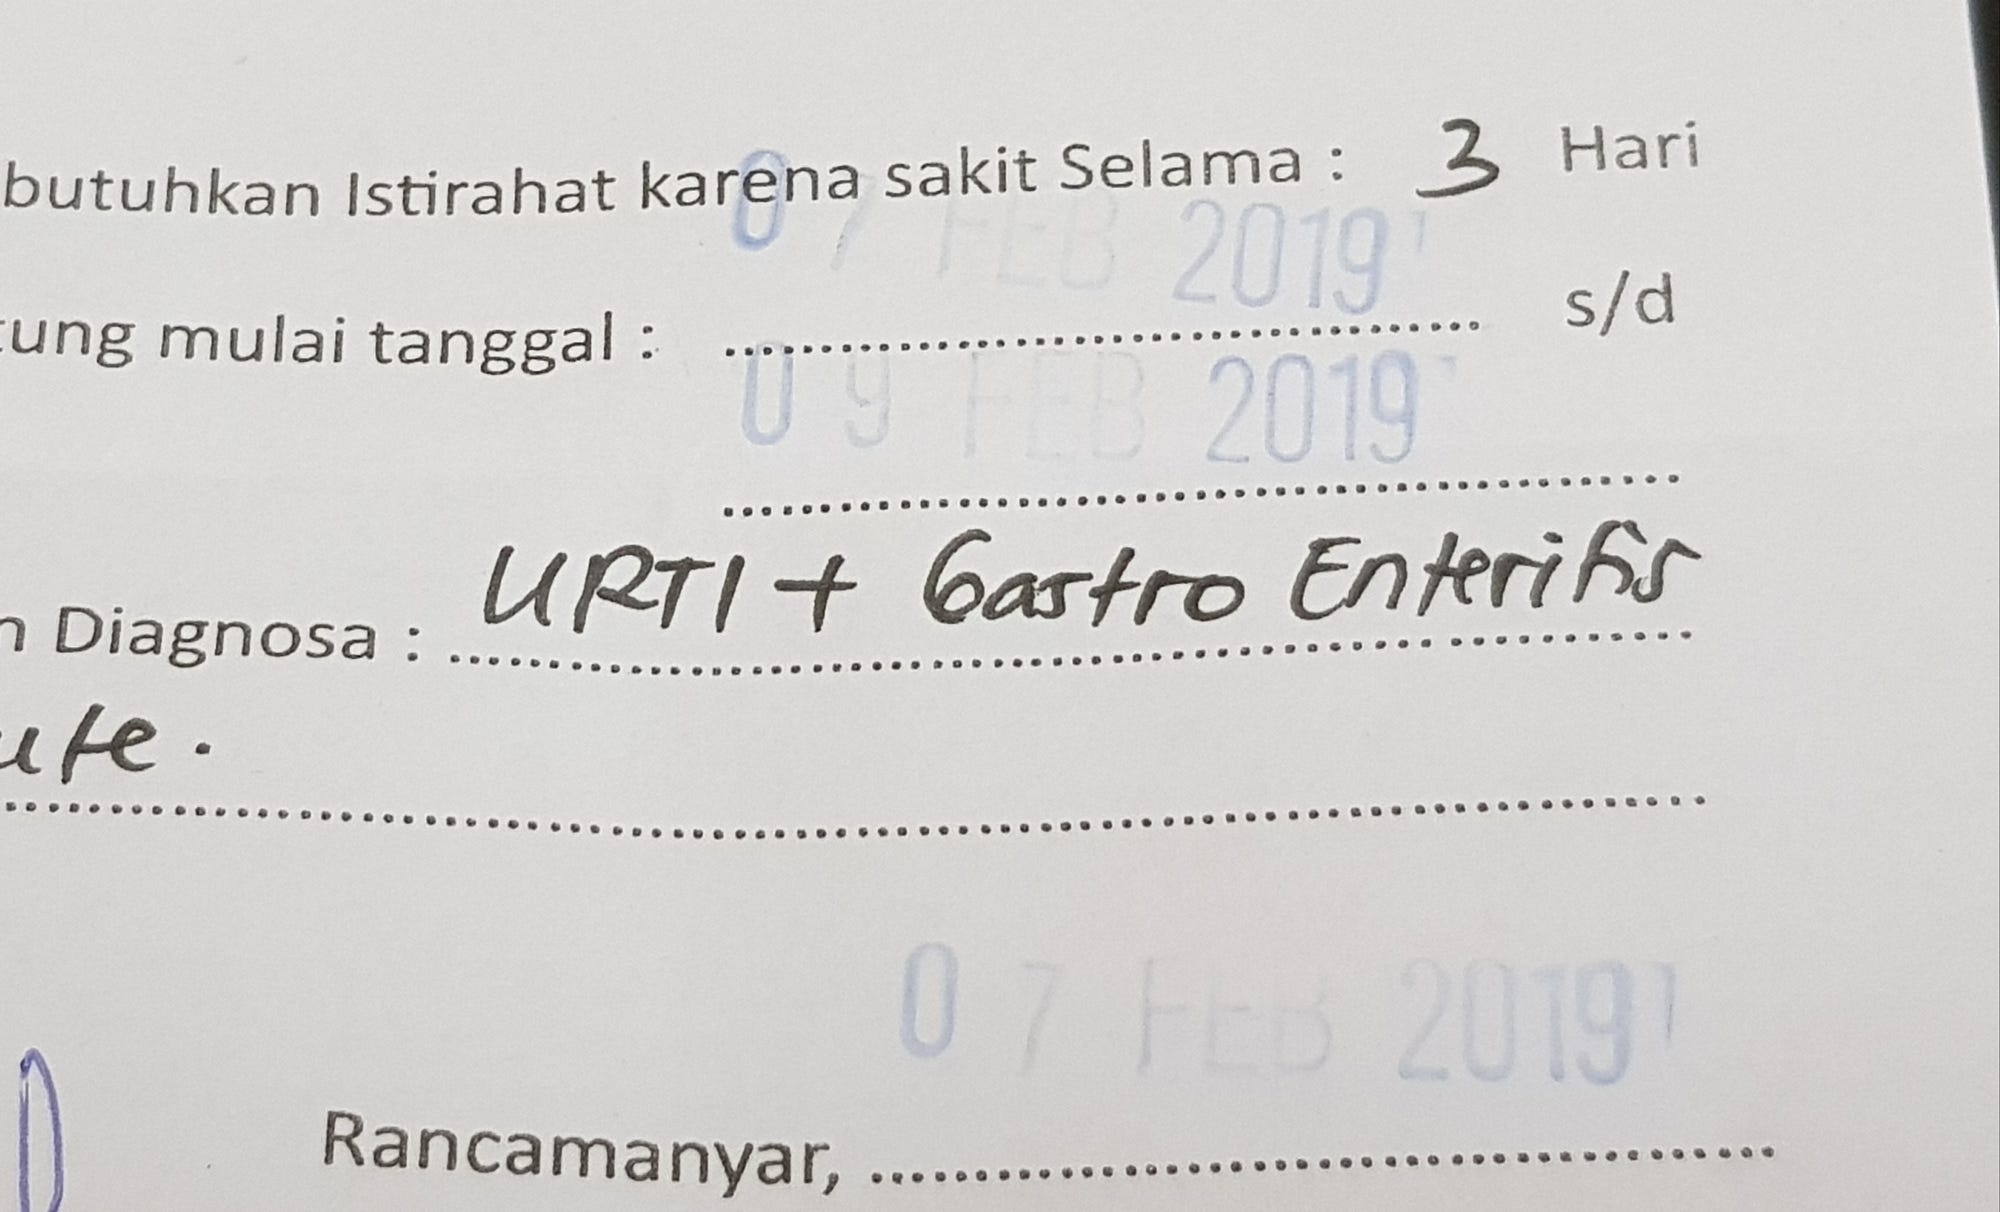 butuhkan Istirahat karena sakit Selama : 3 Hari
07 FEB 2019
tung mulai tanggal : s/d
09 FEB 2019
n Diagnosa : URTI + Gastro Enteritis
ute.
07 FEB 2019
Rancamanyar,